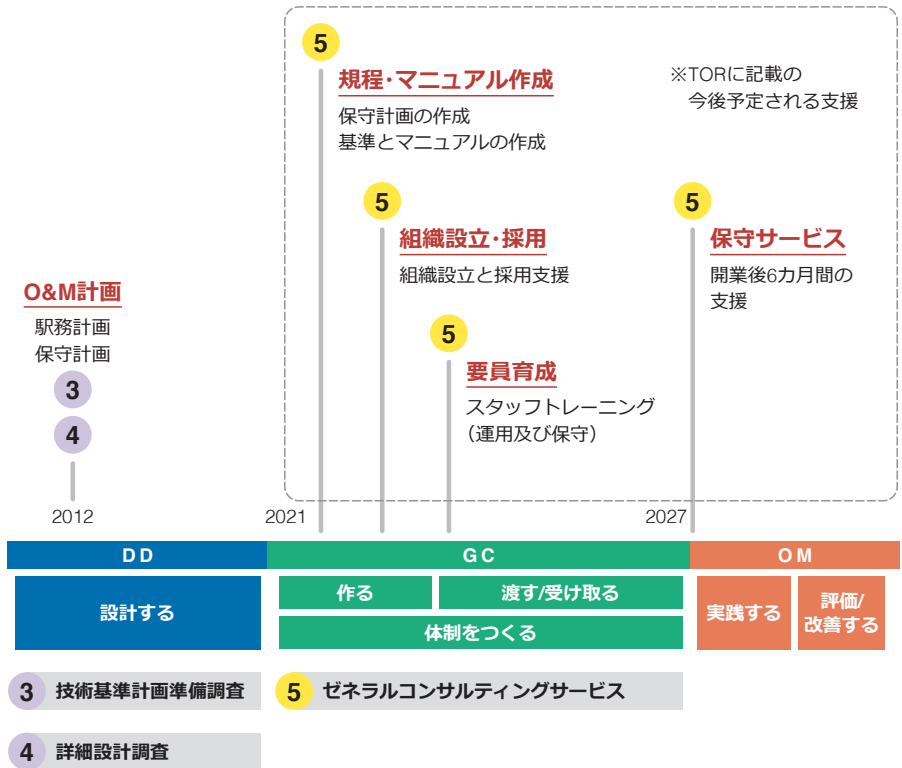 5
規程・マニュアル作成
保守計画の作成
基準とマニュアルの作成
※TORに記載の
今後予定される支援
5
組織設立・採用
組織設立と採用支援
5
保守サービス
開業後6カ月間の
支援
O&M計画
駅務計画
保守計画
3
4
5
要員育成
スタッフトレーニング
（運用及び保守）
2012
2021
2027
DD
GC
OM
設計する
作る
渡す/受け取る
体制をつくる
実践する
評価/
改善する
3 技術基準計画準備調査
5 ゼネラルコンサルティングサービス
4 詳細設計調査